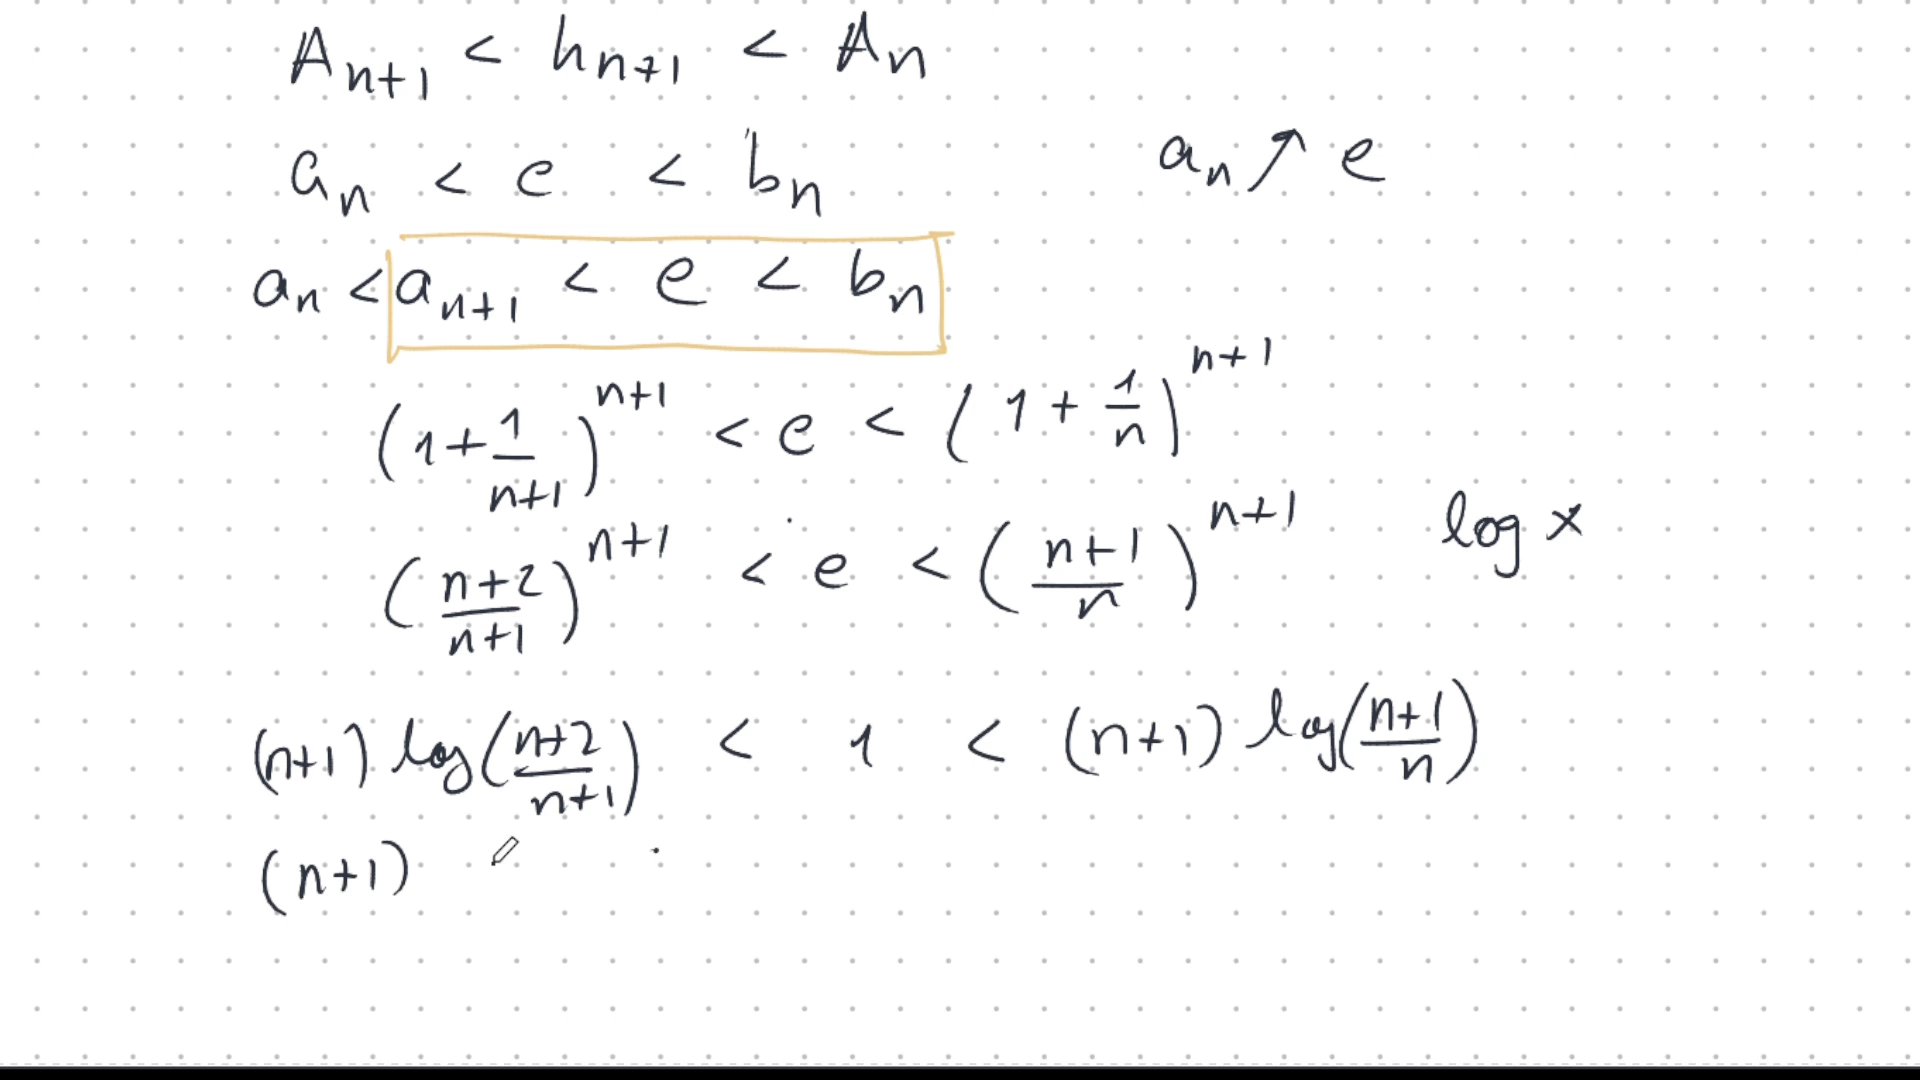 A_{n+1} < h_{n+1} < A_n
a_n < e < b_n    a_n ↗ e
a_n < a_{n+1} < e < b_n
(1 + 1/(n+1))^{n+1} < e < (1 + 1/n)^{n+1}
((n+2)/(n+1))^{n+1} < e < ((n+1)/n)^{n+1}    log x
(n+1) log((n+2)/(n+1)) < 1 < (n+1) log((n+1)/n)
(n+1)